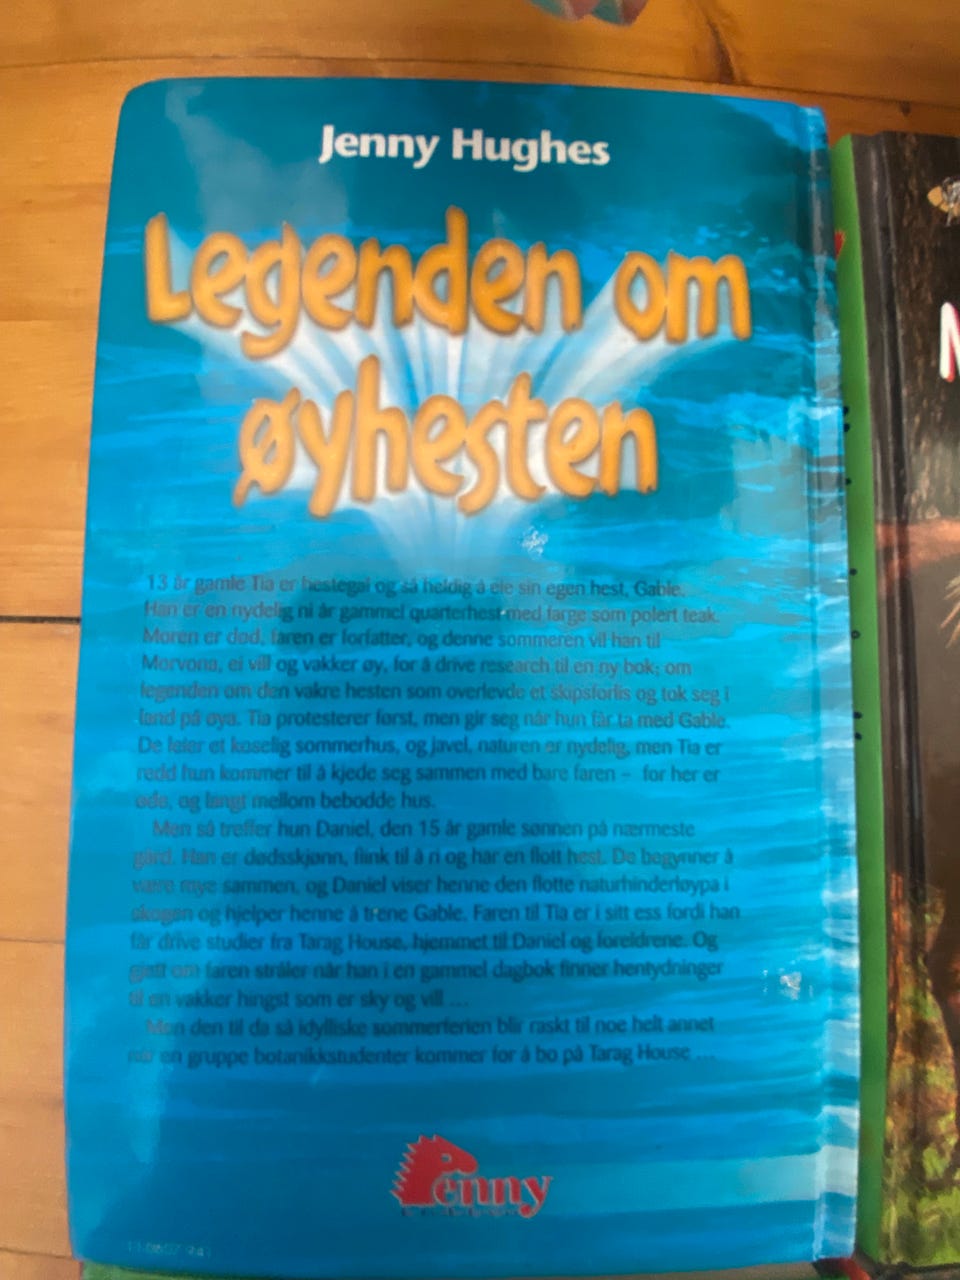 Jenny Hughes
Legenden om
øyhesten
13 år gamle Tia er hestegal og så heldig å eie sin egen hest, Gable.
Han er en nydelig ni år gammel quarterhest med farge som polert teak.
Moren er død, faren er forfatter, og denne sommeren vil han til
Morvona, ei vill og vakker øy, for å drive research til en ny bok; om
legenden om den vakre hesten som overlevde et skipsforlis og tok seg i
land på øya. Tia protesterer først, men gir seg når hun får ta med Gable.
De leier et koselig sommerhus, og javel, naturen er nydelig, men Tia er
redd hun kommer til å kjede seg sammen med bare faren – for her er
øde, og langt mellom bebodde hus.
Men så treffer hun Daniel, den 15 år gamle sønnen på nærmeste
gård. Han er dødsskjønn, flink til å ri og har en flott hest. De begynner å
være mye sammen, og Daniel viser henne den flotte naturhinderløypa i
skogen og hjelper henne å trene Gable. Faren til Tia er i sitt ess fordi han
får drive studier fra Tarag House, hjemmet til Daniel og foreldrene. Og
gjett om faren stråler når han i en gammel dagbok finner hentydninger
til en vakker hingst som er sky og vill ...
Men den til da så idylliske sommerferien blir raskt til noe helt annet
når en gruppe botanikkstudenter kommer for å bo på Tarag House ...
Penny